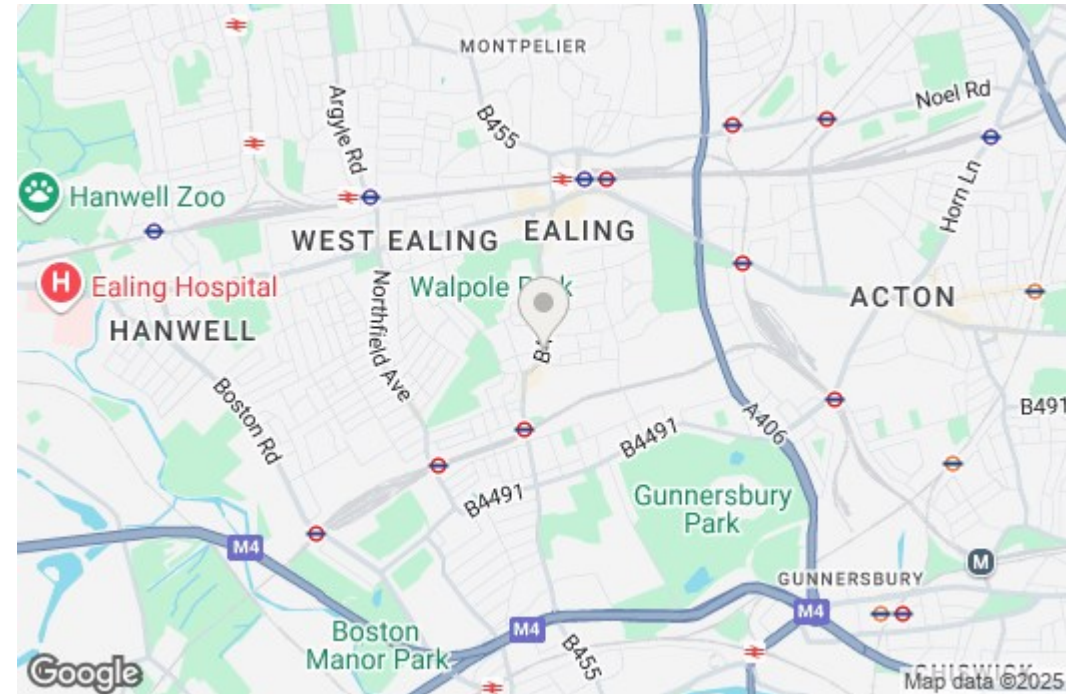 MONTPELIER
Noel Rd
Argyle Rd
B455
Horn Ln
Hanwell Zoo
WEST EALING
EALING
H
Ealing Hospital
Walpole
ACTON
HANWELL
Northfield Ave
Boston Rd
A406
B4491
B4491
Gunnersbury
Park
M4
M
GUNNERSBURY
M4
Boston
Manor Park
M4
B455
Google
Map data ©2025